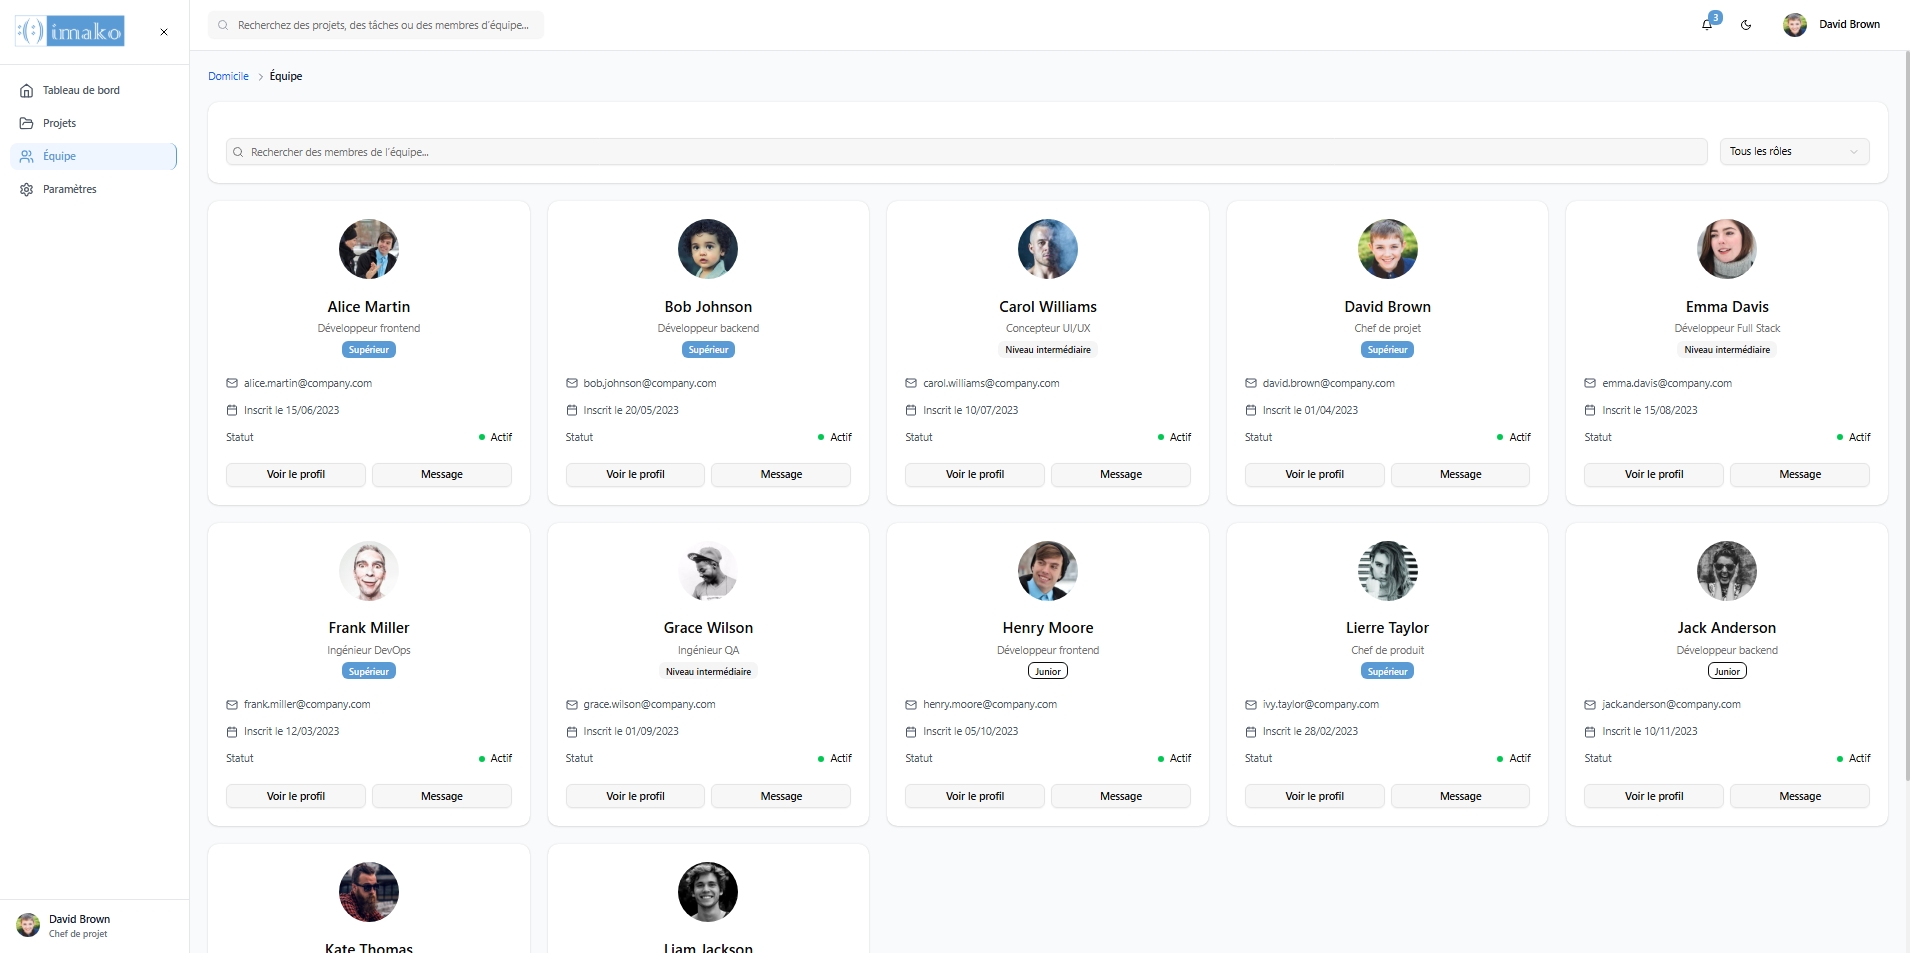 imako
Recherchez des projets, des tâches ou des membres d'équipe...
3
David Brown
Tableau de bord
Projets
Équipe
Paramètres
Domicile > Équipe
Rechercher des membres de l'équipe...
Tous les rôles
Alice Martin
Développeur frontend
Supérieur
alice.martin@company.com
Inscrit le 15/06/2023
Statut Actif
Voir le profil Message
Bob Johnson
Développeur backend
Supérieur
bob.johnson@company.com
Inscrit le 20/05/2023
Statut Actif
Voir le profil Message
Carol Williams
Concepteur UI/UX
Niveau intermédiaire
carol.williams@company.com
Inscrit le 10/07/2023
Statut Actif
Voir le profil Message
David Brown
Chef de projet
Supérieur
david.brown@company.com
Inscrit le 01/04/2023
Statut Actif
Voir le profil Message
Emma Davis
Développeur Full Stack
Niveau intermédiaire
emma.davis@company.com
Inscrit le 15/08/2023
Statut Actif
Voir le profil Message
Frank Miller
Ingénieur DevOps
Supérieur
frank.miller@company.com
Inscrit le 12/03/2023
Statut Actif
Voir le profil Message
Grace Wilson
Ingénieur QA
Niveau intermédiaire
grace.wilson@company.com
Inscrit le 01/09/2023
Statut Actif
Voir le profil Message
Henry Moore
Développeur frontend
Junior
henry.moore@company.com
Inscrit le 05/10/2023
Statut Actif
Voir le profil Message
Lierre Taylor
Chef de produit
Supérieur
ivy.taylor@company.com
Inscrit le 28/02/2023
Statut Actif
Voir le profil Message
Jack Anderson
Développeur backend
Junior
jack.anderson@company.com
Inscrit le 10/11/2023
Statut Actif
Voir le profil Message
Kate Thomas
Liam Jackson
David Brown
Chef de projet